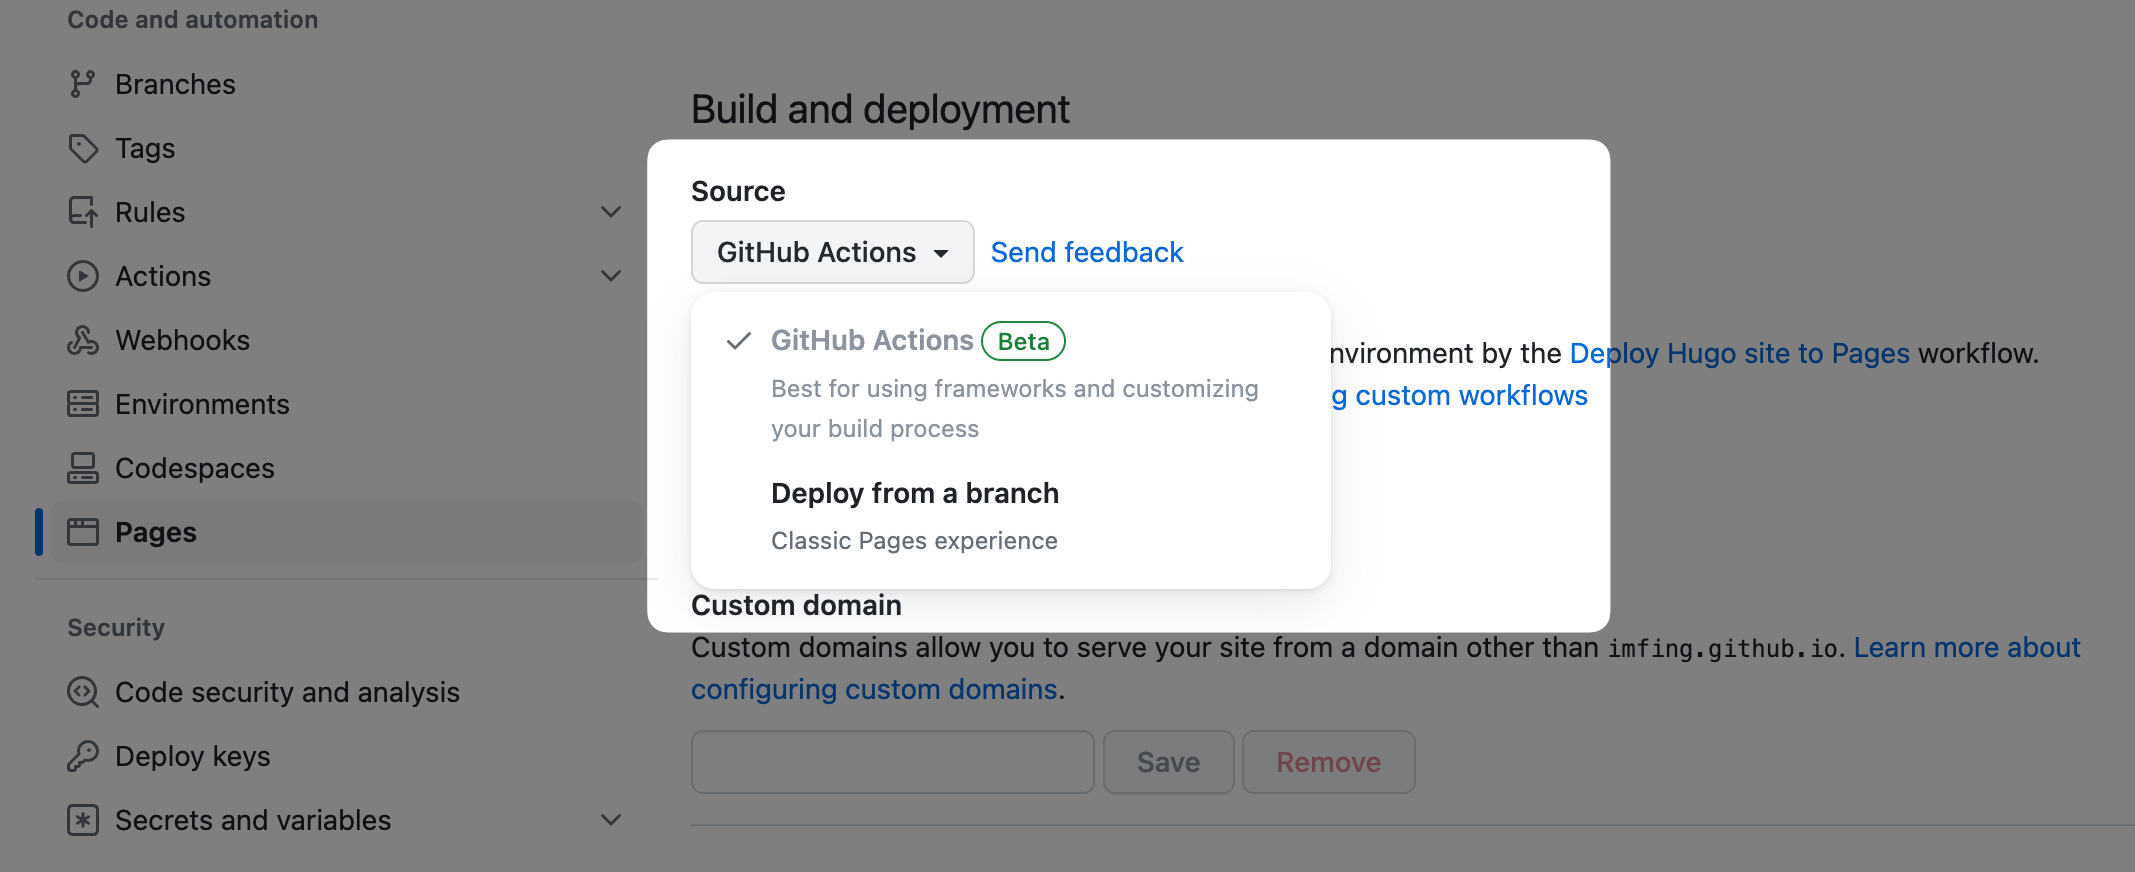 Code and automation
Branches
Tags
Rules
Actions
Webhooks
Environments
Codespaces
Pages
Security
Code security and analysis
Deploy keys
Secrets and variables
Build and deployment
Source
GitHub Actions
Send feedback
GitHub Actions Beta
Best for using frameworks and customizing
your build process
Deploy from a branch
Classic Pages experience
nvironment by the Deploy Hugo site to Pages workflow.
g custom workflows
Custom domain
Custom domains allow you to serve your site from a domain other than imfing.github.io. Learn more about
configuring custom domains.
Save
Remove